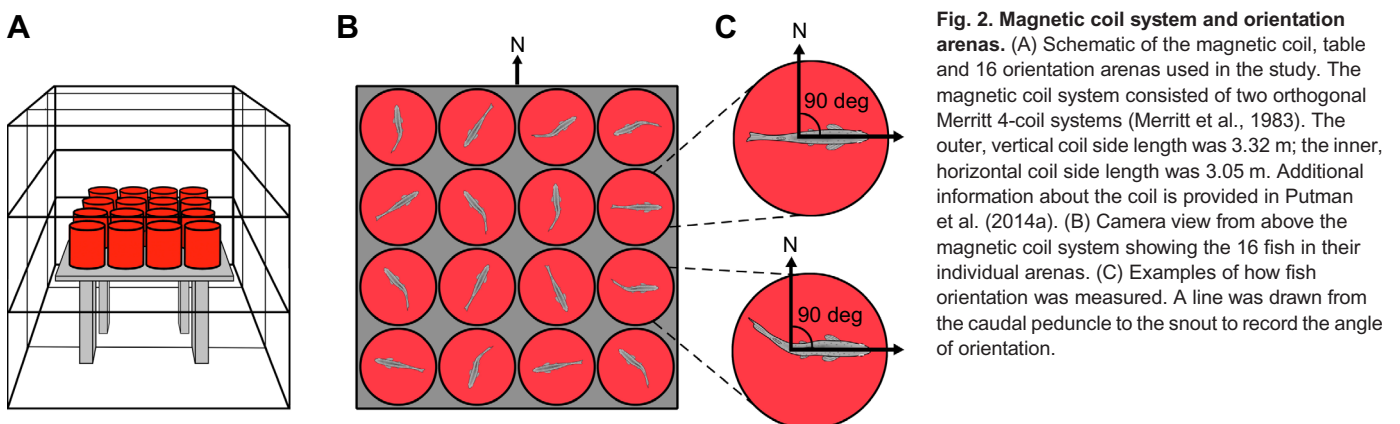 A
B
N
C
N
90 deg
N
90 deg
Fig. 2. Magnetic coil system and orientation
arenas. (A) Schematic of the magnetic coil, table
and 16 orientation arenas used in the study. The
magnetic coil system consisted of two orthogonal
Merritt 4-coil systems (Merritt et al., 1983). The
outer, vertical coil side length was 3.32 m; the inner,
horizontal coil side length was 3.05 m. Additional
information about the coil is provided in Putman
et al. (2014a). (B) Camera view from above the
magnetic coil system showing the 16 fish in their
individual arenas. (C) Examples of how fish
orientation was measured. A line was drawn from
the caudal peduncle to the snout to record the angle
of orientation.